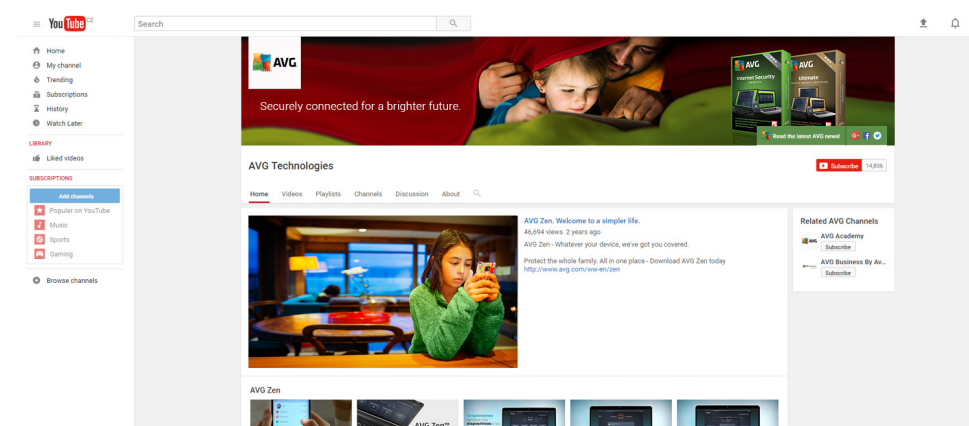 YouTube CZ
Search
Home
My channel
Trending
Subscriptions
History
Watch Later
LIBRARY
Liked videos
SUBSCRIPTIONS
Add channels
Popular on YouTube
Music
Sports
Gaming
Browse channels
AVG
Securely connected for a brighter future.
AVG
Internet Security
AVG
Ultimate
Read the latest AVG news!
AVG Technologies
Subscribe 14,806
Home Videos Playlists Channels Discussion About
AVG Zen. Welcome to a simpler life.
46,694 views 2 years ago
AVG Zen - Whatever your device, we've got you covered.
Protect the whole family. All in one place - Download AVG Zen today
http://www.avg.com/ww-en/zen
Related AVG Channels
AVG Academy
Subscribe
AVG Business By Av...
Subscribe
AVG Zen
AVG Zen™